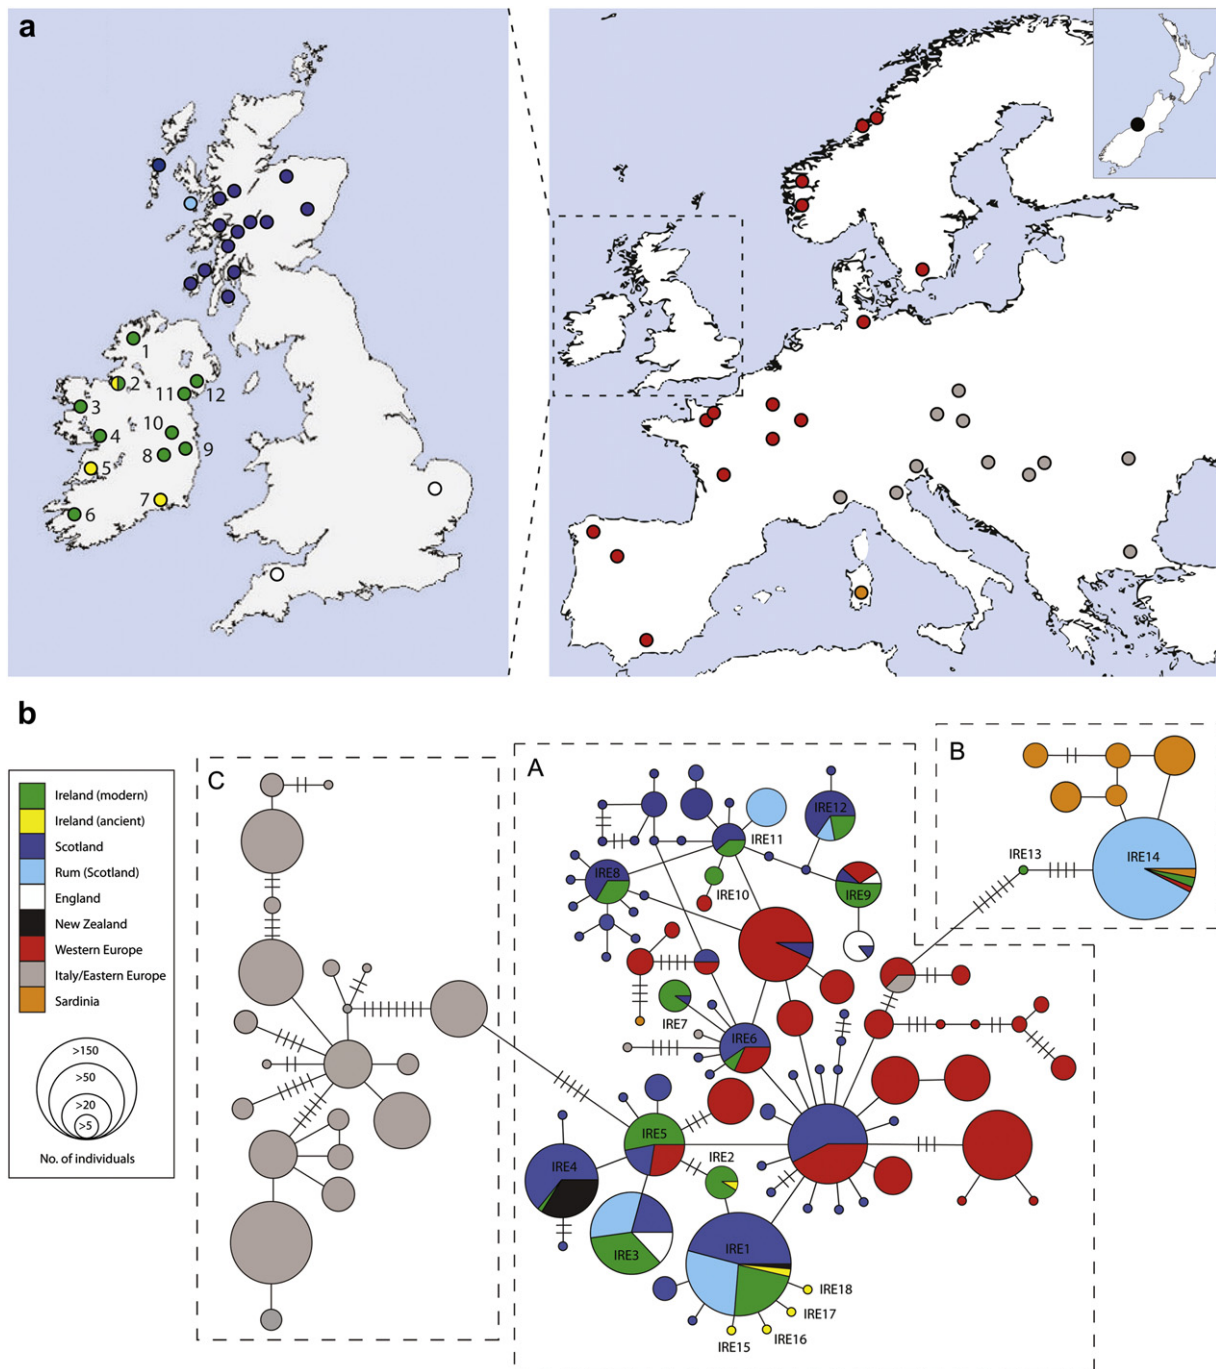 a
1
2
3
4
5
6
7
8
9
10
11
12
b
Ireland (modern)
Ireland (ancient)
Scotland
Rum (Scotland)
England
New Zealand
Western Europe
Italy/Eastern Europe
Sardinia
>150
>50
>20
>5
No. of individuals
C
A
B
IRE12
IRE11
IRE8
IRE10
IRE9
IRE13
IRE14
IRE7
IRE6
IRE5
IRE2
IRE4
IRE3
IRE1
IRE18
IRE17
IRE16
IRE15